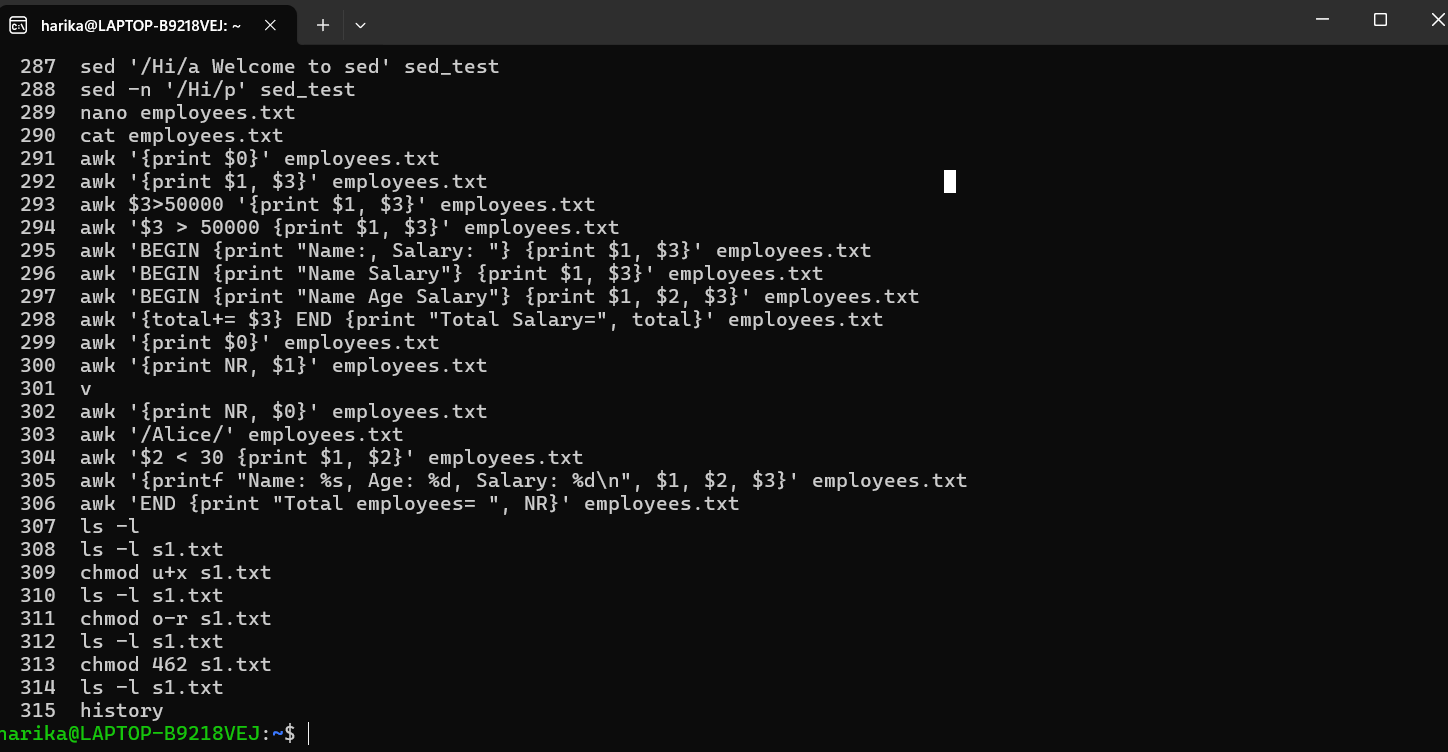 harika@LAPTOP-B9218VEJ: ~
287 sed '/Hi/a Welcome to sed' sed_test
288 sed -n '/Hi/p' sed_test
289 nano employees.txt
290 cat employees.txt
291 awk '{print $0}' employees.txt
292 awk '{print $1, $3}' employees.txt
293 awk $3>50000 '{print $1, $3}' employees.txt
294 awk '$3 > 50000 {print $1, $3}' employees.txt
295 awk 'BEGIN {print "Name:, Salary: "} {print $1, $3}' employees.txt
296 awk 'BEGIN {print "Name Salary"} {print $1, $3}' employees.txt
297 awk 'BEGIN {print "Name Age Salary"} {print $1, $2, $3}' employees.txt
298 awk '{total+= $3} END {print "Total Salary=", total}' employees.txt
299 awk '{print $0}' employees.txt
300 awk '{print NR, $1}' employees.txt
301 v
302 awk '{print NR, $0}' employees.txt
303 awk '/Alice/' employees.txt
304 awk '$2 < 30 {print $1, $2}' employees.txt
305 awk '{printf "Name: %s, Age: %d, Salary: %d\n", $1, $2, $3}' employees.txt
306 awk 'END {print "Total employees= ", NR}' employees.txt
307 ls -l
308 ls -l s1.txt
309 chmod u+x s1.txt
310 ls -l s1.txt
311 chmod o-r s1.txt
312 ls -l s1.txt
313 chmod 462 s1.txt
314 ls -l s1.txt
315 history
harika@LAPTOP-B9218VEJ:~$